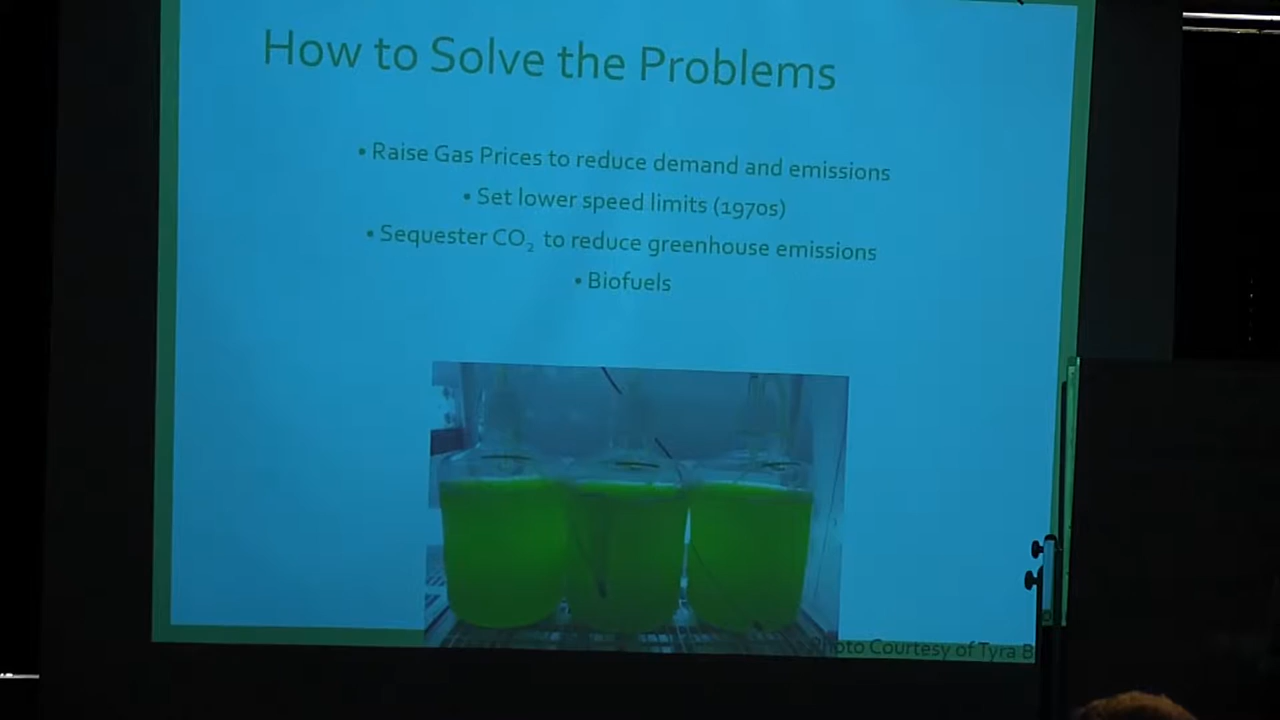 How to Solve the Problems
• Raise Gas Prices to reduce demand and emissions
• Set lower speed limits (1970s)
• Sequester CO₂ to reduce greenhouse emissions
• Biofuels
Photo Courtesy of Tyra B